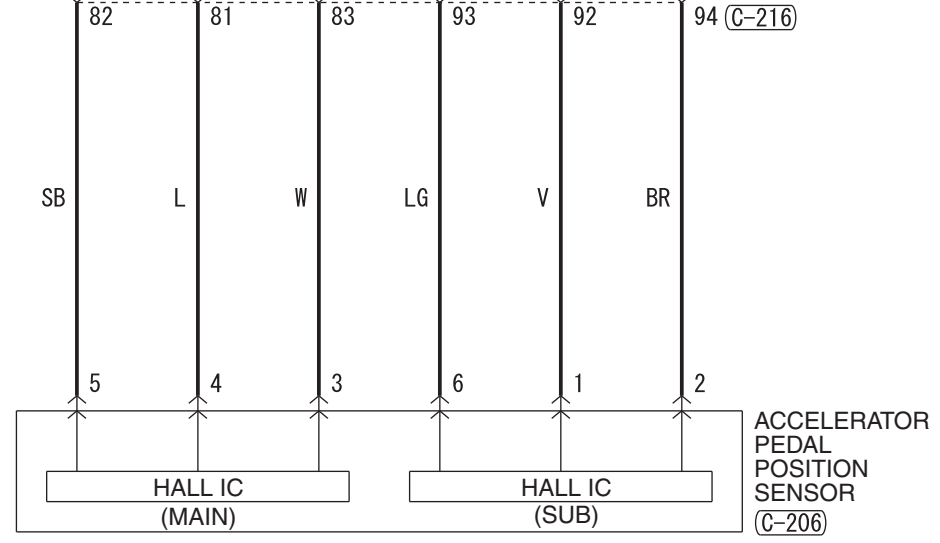 82 81 83 93 92 94 (C-216)
SB L W LG V BR
5 4 3 6 1 2
ACCELERATOR
PEDAL
POSITION
SENSOR
(C-206)
HALL IC
(MAIN)
HALL IC
(SUB)